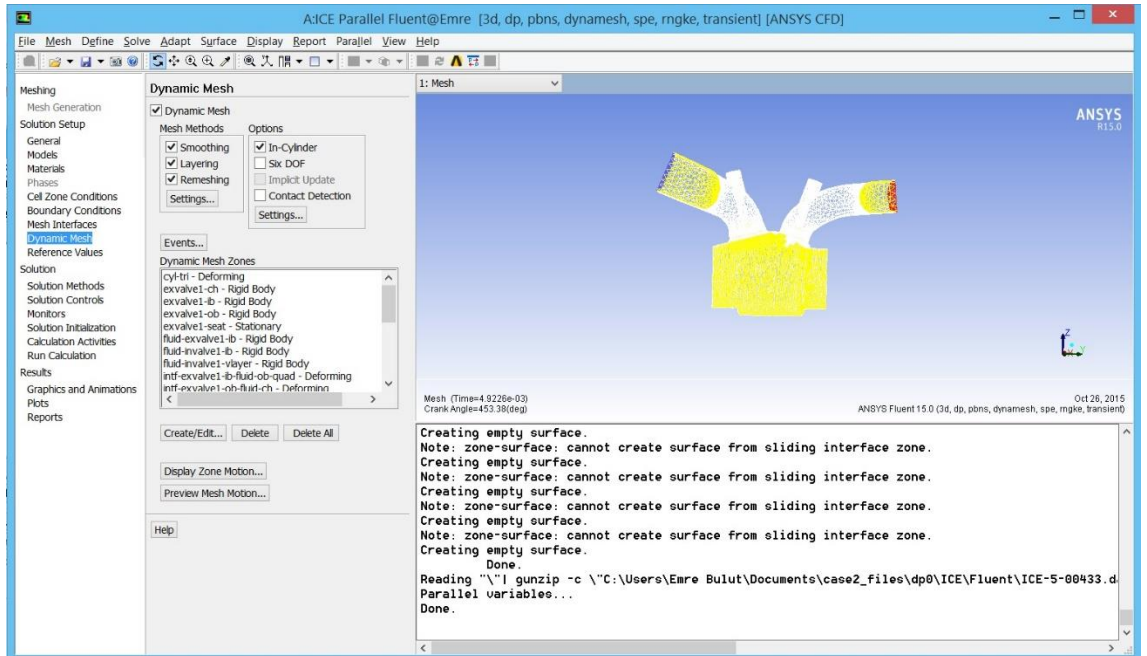 A:ICE Parallel Fluent@Emre [3d, dp, pbns, dynamesh, spe, rngke, transient] [ANSYS CFD]
File Mesh Define Solve Adapt Surface Display Report Parallel View Help
Meshing
Mesh Generation
Solution Setup
General
Models
Materials
Phases
Cell Zone Conditions
Boundary Conditions
Mesh Interfaces
Dynamic Mesh
Reference Values
Solution
Solution Methods
Solution Controls
Monitors
Solution Initialization
Calculation Activities
Run Calculation
Results
Graphics and Animations
Plots
Reports
Dynamic Mesh
Dynamic Mesh
Mesh Methods
Smoothing
Layering
Remeshing
Settings...
Options
In-Cylinder
Six DOF
Implicit Update
Contact Detection
Settings...
Events...
Dynamic Mesh Zones
cyl-tri - Deforming
exvalve1-ch - Rigid Body
exvalve1-ib - Rigid Body
exvalve1-ob - Rigid Body
exvalve1-seat - Stationary
fluid-exvalve1-ib - Rigid Body
fluid-invalve1-ib - Rigid Body
fluid-invalve1-vlayer - Rigid Body
intf-exvalve1-ib-fluid-ob-quad - Deforming
intf-exvalve1-ob-fluid-ch - Deforming
Create/Edit... Delete Delete All
Display Zone Motion...
Preview Mesh Motion...
Help
1: Mesh
ANSYS
R15.0
Z
Y
Mesh (Time=4.9226e-03)
Crank Angle=453.38(deg)
Oct 26, 2015
ANSYS Fluent 15.0 (3d, dp, pbns, dynamesh, spe, rngke, transient)
Creating empty surface.
Note: zone-surface: cannot create surface from sliding interface zone.
Creating empty surface.
Note: zone-surface: cannot create surface from sliding interface zone.
Creating empty surface.
Note: zone-surface: cannot create surface from sliding interface zone.
Creating empty surface.
Note: zone-surface: cannot create surface from sliding interface zone.
Creating empty surface.
Done.
Reading "\"| gunzip -c \"C:\Users\Emre Bulut\Documents\case2_files\dp0\ICE\Fluent\ICE-5-00433.d
Parallel variables...
Done.